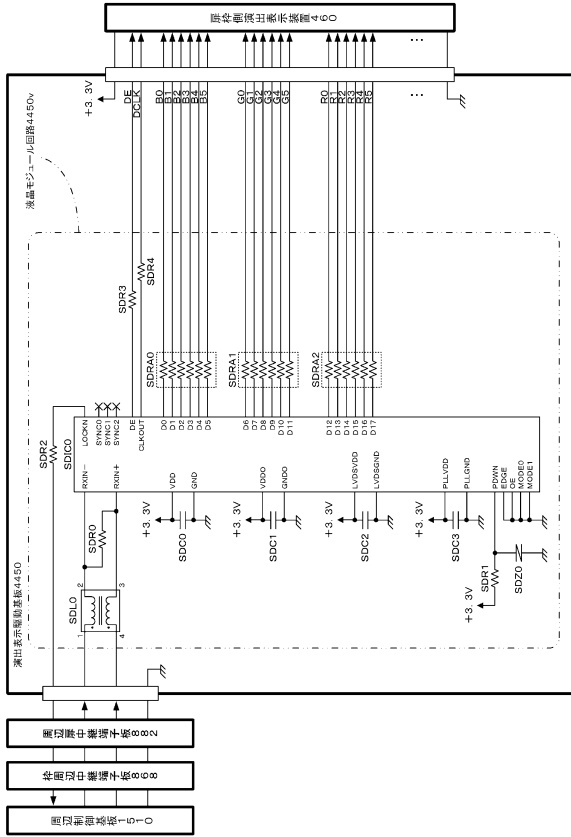 扉枠側演出表示装置460
+3. 3V
DE
DCLK
B0
B1
B2
B3
B4
B5
G0
G1
G2
G3
G4
G5
R0
R1
R2
R3
R4
R5
液晶モジュール回路4450v
演出表示駆動基板4450
SDR3
SDR4
SDRA0
SDRA1
SDRA2
SDR2
SDIC0
LOCKN
SYNC0
SYNC1
SYNC2
DE
CLKOUT
D0
D1
D2
D3
D4
D5
D6
D7
D8
D9
D10
D11
D12
D13
D14
D15
D16
D17
RXIN-
RXIN+
VDD
GND
VDDO
GNDO
LVDSVDD
LVDSGND
PLLVDD
PLLGND
PDWN
EDGE
OE
MODE0
MODE1
SDR0
SDL0
1
2
3
4
+3. 3V
SDC0
+3. 3V
SDC1
+3. 3V
SDC2
+3. 3V
SDC3
+3. 3V
SDR1
SDZ0
周辺扉中継端子板882
枠周辺中継端子板868
周辺制御基板1510